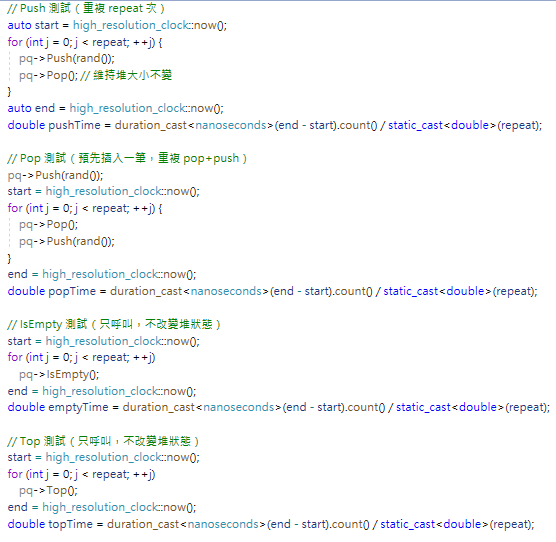 // Push 測試（重複 repeat 次）
auto start = high_resolution_clock::now();
for (int j = 0; j < repeat; ++j) {
pq->Push(rand());
pq->Pop(); // 維持堆大小不變
}
auto end = high_resolution_clock::now();
double pushTime = duration_cast<nanoseconds>(end - start).count() / static_cast<double>(repeat);
// Pop 測試（預先插入一筆，重複 pop+push）
pq->Push(rand());
start = high_resolution_clock::now();
for (int j = 0; j < repeat; ++j) {
pq->Pop();
pq->Push(rand());
}
end = high_resolution_clock::now();
double popTime = duration_cast<nanoseconds>(end - start).count() / static_cast<double>(repeat);
// IsEmpty 測試（只呼叫，不改變堆狀態）
start = high_resolution_clock::now();
for (int j = 0; j < repeat; ++j)
pq->IsEmpty();
end = high_resolution_clock::now();
double emptyTime = duration_cast<nanoseconds>(end - start).count() / static_cast<double>(repeat);
// Top 測試（只呼叫，不改變堆狀態）
start = high_resolution_clock::now();
for (int j = 0; j < repeat; ++j)
pq->Top();
end = high_resolution_clock::now();
double topTime = duration_cast<nanoseconds>(end - start).count() / static_cast<double>(repeat);